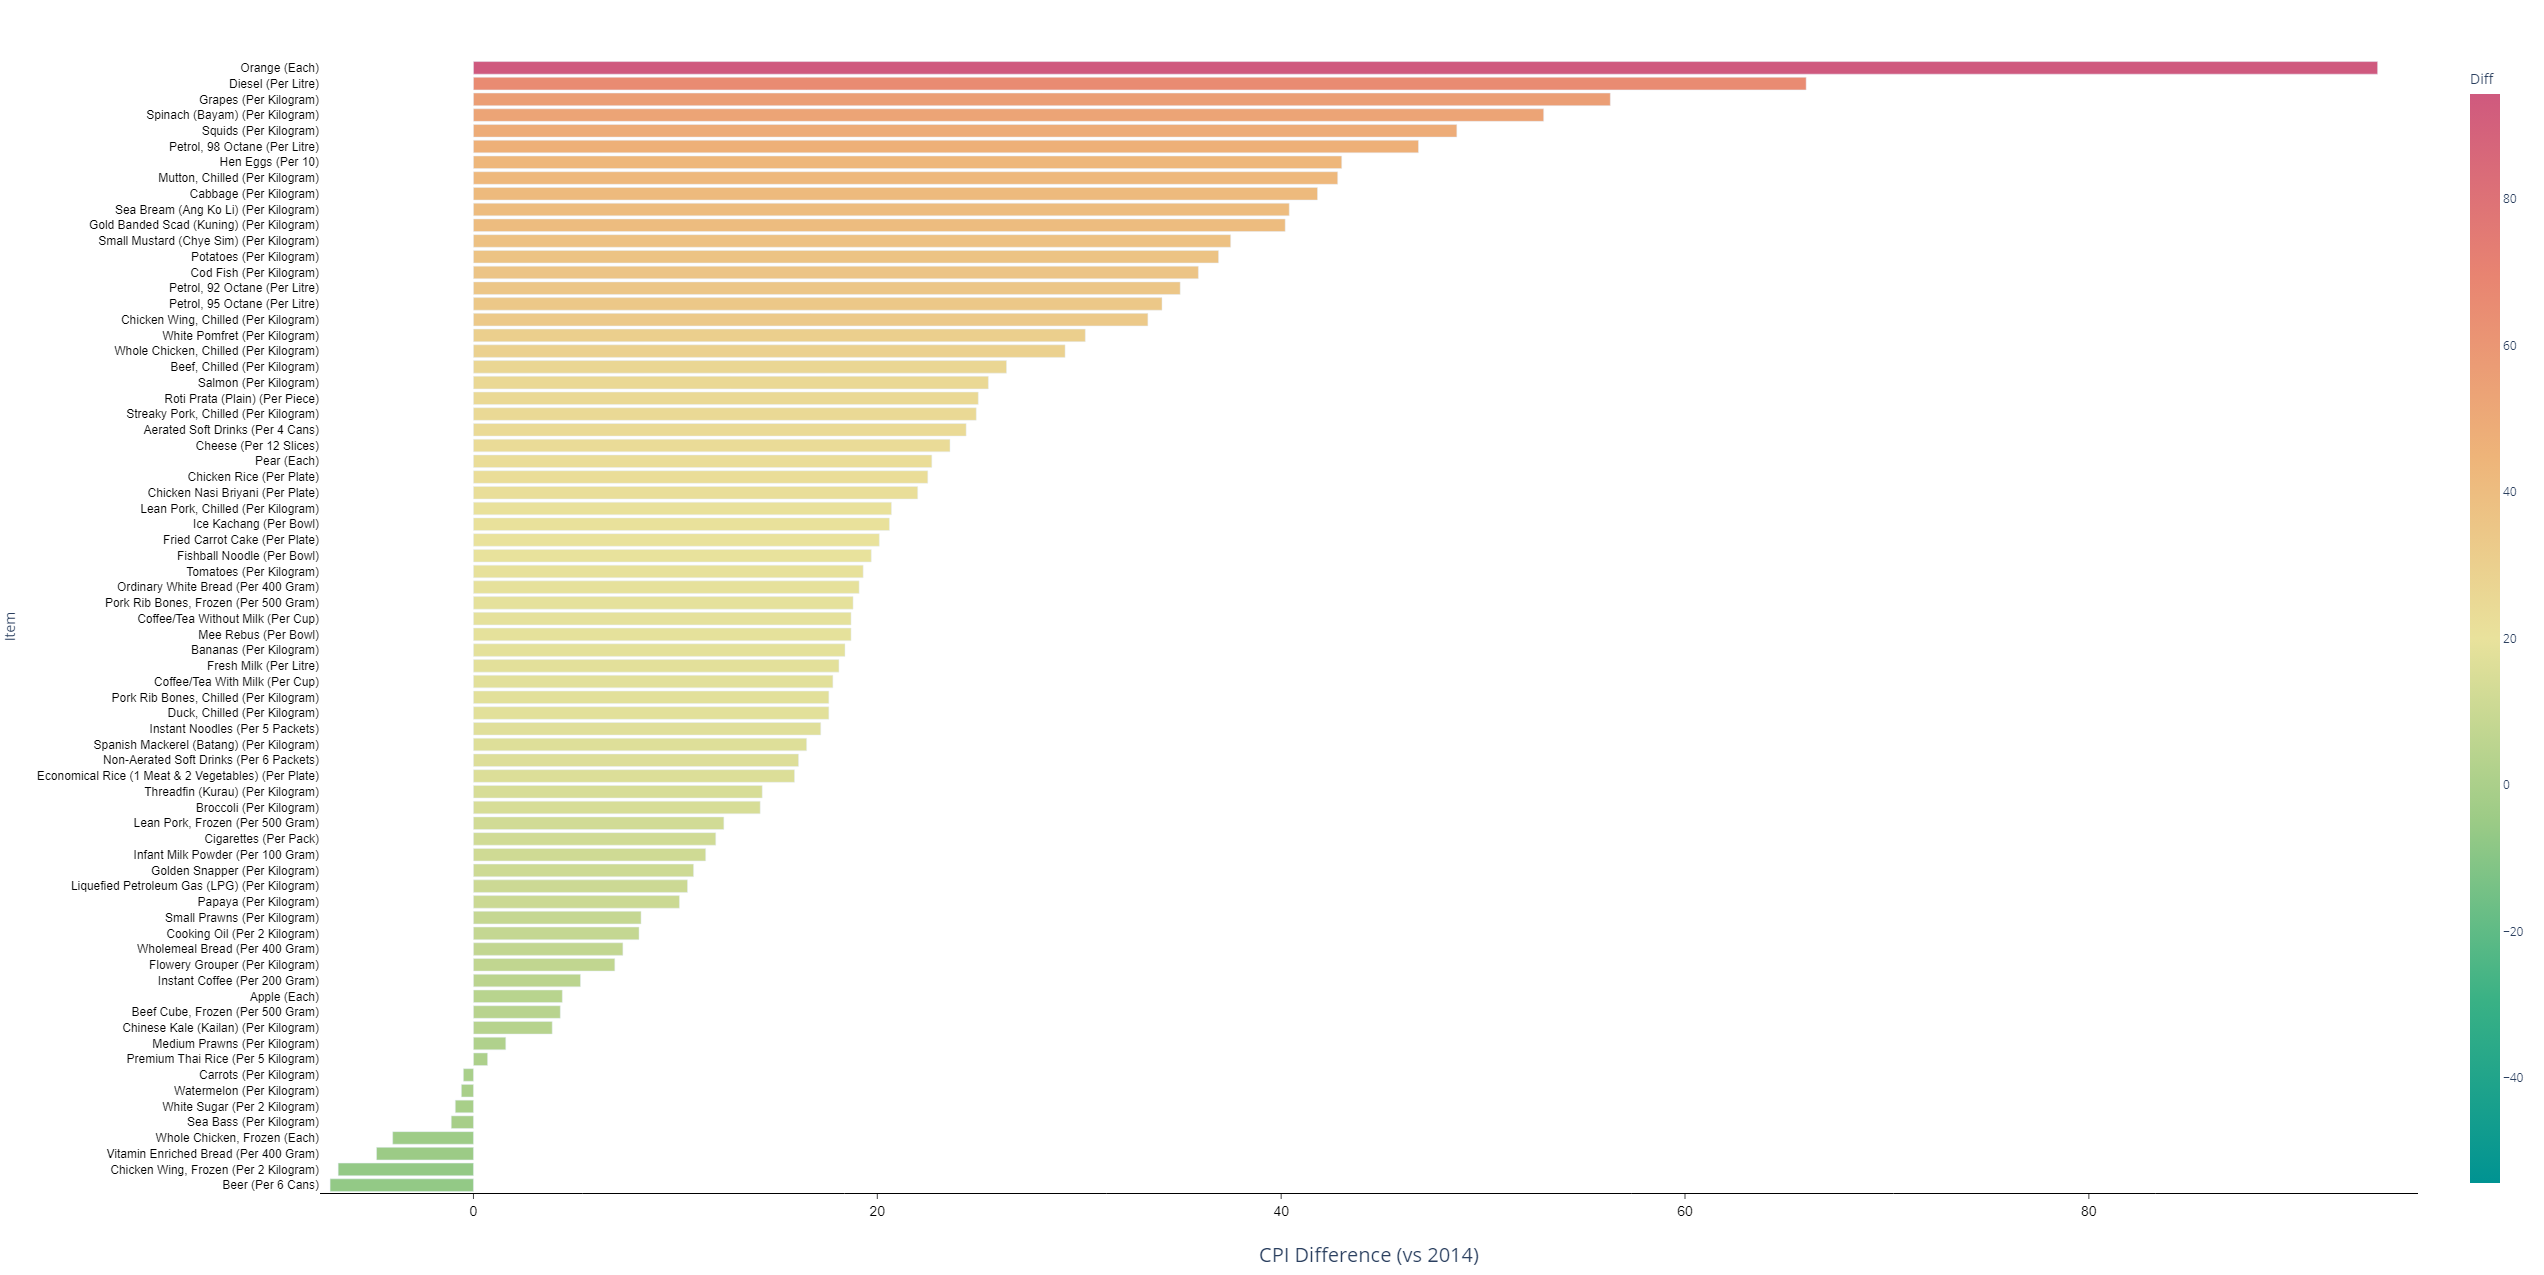 Orange (Each)
Diesel (Per Litre)
Grapes (Per Kilogram)
Spinach (Bayam) (Per Kilogram)
Squids (Per Kilogram)
Petrol, 98 Octane (Per Litre)
Hen Eggs (Per 10)
Mutton, Chilled (Per Kilogram)
Cabbage (Per Kilogram)
Sea Bream (Ang Ko Li) (Per Kilogram)
Gold Banded Scad (Kuning) (Per Kilogram)
Small Mustard (Chye Sim) (Per Kilogram)
Potatoes (Per Kilogram)
Cod Fish (Per Kilogram)
Petrol, 92 Octane (Per Litre)
Petrol, 95 Octane (Per Litre)
Chicken Wing, Chilled (Per Kilogram)
White Pomfret (Per Kilogram)
Whole Chicken, Chilled (Per Kilogram)
Beef, Chilled (Per Kilogram)
Salmon (Per Kilogram)
Roti Prata (Plain) (Per Piece)
Streaky Pork, Chilled (Per Kilogram)
Aerated Soft Drinks (Per 4 Cans)
Cheese (Per 12 Slices)
Pear (Each)
Chicken Rice (Per Plate)
Chicken Nasi Briyani (Per Plate)
Lean Pork, Chilled (Per Kilogram)
Ice Kachang (Per Bowl)
Fried Carrot Cake (Per Plate)
Fishball Noodle (Per Bowl)
Tomatoes (Per Kilogram)
Ordinary White Bread (Per 400 Gram)
Pork Rib Bones, Frozen (Per 500 Gram)
Coffee/Tea Without Milk (Per Cup)
Mee Rebus (Per Bowl)
Bananas (Per Kilogram)
Fresh Milk (Per Litre)
Coffee/Tea With Milk (Per Cup)
Pork Rib Bones, Chilled (Per Kilogram)
Duck, Chilled (Per Kilogram)
Instant Noodles (Per 5 Packets)
Spanish Mackerel (Batang) (Per Kilogram)
Non-Aerated Soft Drinks (Per 6 Packets)
Economical Rice (1 Meat & 2 Vegetables) (Per Plate)
Threadfin (Kurau) (Per Kilogram)
Broccoli (Per Kilogram)
Lean Pork, Frozen (Per 500 Gram)
Cigarettes (Per Pack)
Infant Milk Powder (Per 100 Gram)
Golden Snapper (Per Kilogram)
Liquefied Petroleum Gas (LPG) (Per Kilogram)
Papaya (Per Kilogram)
Small Prawns (Per Kilogram)
Cooking Oil (Per 2 Kilogram)
Wholemeal Bread (Per 400 Gram)
Flowery Grouper (Per Kilogram)
Instant Coffee (Per 200 Gram)
Apple (Each)
Beef Cube, Frozen (Per 500 Gram)
Chinese Kale (Kailan) (Per Kilogram)
Medium Prawns (Per Kilogram)
Premium Thai Rice (Per 5 Kilogram)
Carrots (Per Kilogram)
Watermelon (Per Kilogram)
White Sugar (Per 2 Kilogram)
Sea Bass (Per Kilogram)
Whole Chicken, Frozen (Each)
Vitamin Enriched Bread (Per 400 Gram)
Chicken Wing, Frozen (Per 2 Kilogram)
Beer (Per 6 Cans)
Item
0 20 40 60 80
CPI Difference (vs 2014)
Diff
80
60
40
20
0
−20
−40